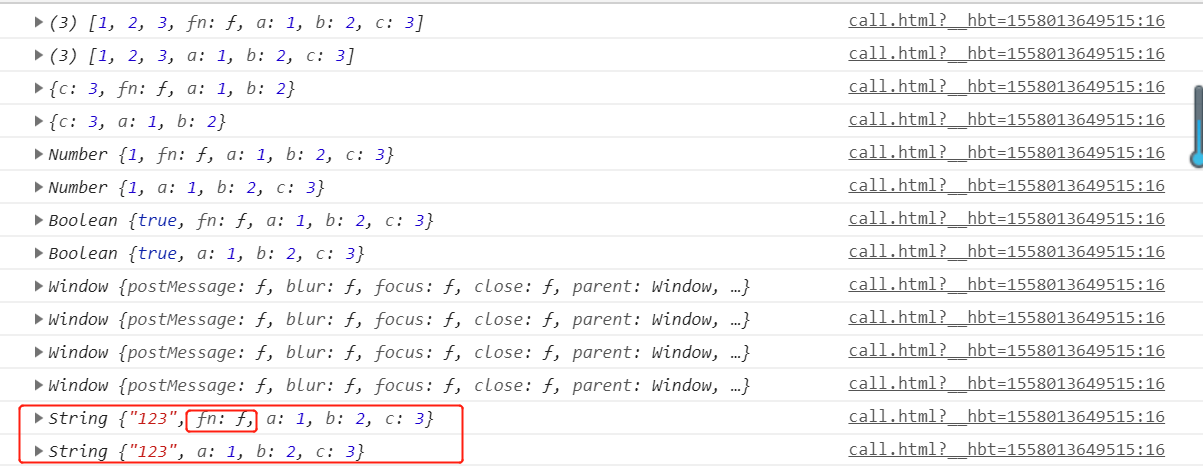 (3) [1, 2, 3, fn: ƒ, a: 1, b: 2, c: 3] call.html?__hbt=1558013649515:16
(3) [1, 2, 3, a: 1, b: 2, c: 3] call.html?__hbt=1558013649515:16
{c: 3, fn: ƒ, a: 1, b: 2} call.html?__hbt=1558013649515:16
{c: 3, a: 1, b: 2} call.html?__hbt=1558013649515:16
Number {1, fn: ƒ, a: 1, b: 2, c: 3} call.html?__hbt=1558013649515:16
Number {1, a: 1, b: 2, c: 3} call.html?__hbt=1558013649515:16
Boolean {true, fn: ƒ, a: 1, b: 2, c: 3} call.html?__hbt=1558013649515:16
Boolean {true, a: 1, b: 2, c: 3} call.html?__hbt=1558013649515:16
Window {postMessage: ƒ, blur: ƒ, focus: ƒ, close: ƒ, parent: Window, …} call.html?__hbt=1558013649515:16
Window {postMessage: ƒ, blur: ƒ, focus: ƒ, close: ƒ, parent: Window, …} call.html?__hbt=1558013649515:16
Window {postMessage: ƒ, blur: ƒ, focus: ƒ, close: ƒ, parent: Window, …} call.html?__hbt=1558013649515:16
Window {postMessage: ƒ, blur: ƒ, focus: ƒ, close: ƒ, parent: Window, …} call.html?__hbt=1558013649515:16
String {"123", fn: ƒ, a: 1, b: 2, c: 3} call.html?__hbt=1558013649515:16
String {"123", a: 1, b: 2, c: 3} call.html?__hbt=1558013649515:16